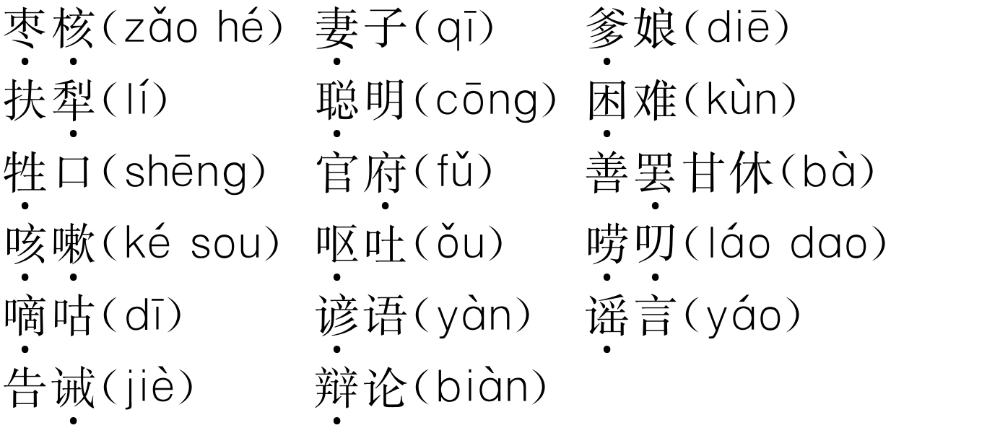 枣核(zǎo hé) 妻子(qī) 爹娘(diē)
扶犁(lí) 聪明(cōng) 困难(kùn)
牲口(shēng) 官府(fǔ) 善罢甘休(bà)
咳嗽(ké sou) 呕吐(ǒu) 唠叨(láo dao)
嘀咕(dī) 谚语(yàn) 谣言(yáo)
告诫(jiè) 辩论(biàn)